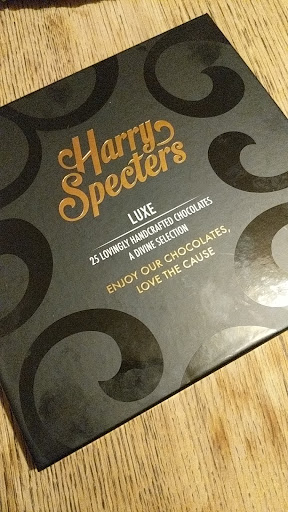 Harry
Specters
LUXE
25 LOVINGLY HANDCRAFTED CHOCOLATES
A DIVINE SELECTION
ENJOY OUR CHOCOLATES,
LOVE THE CAUSE